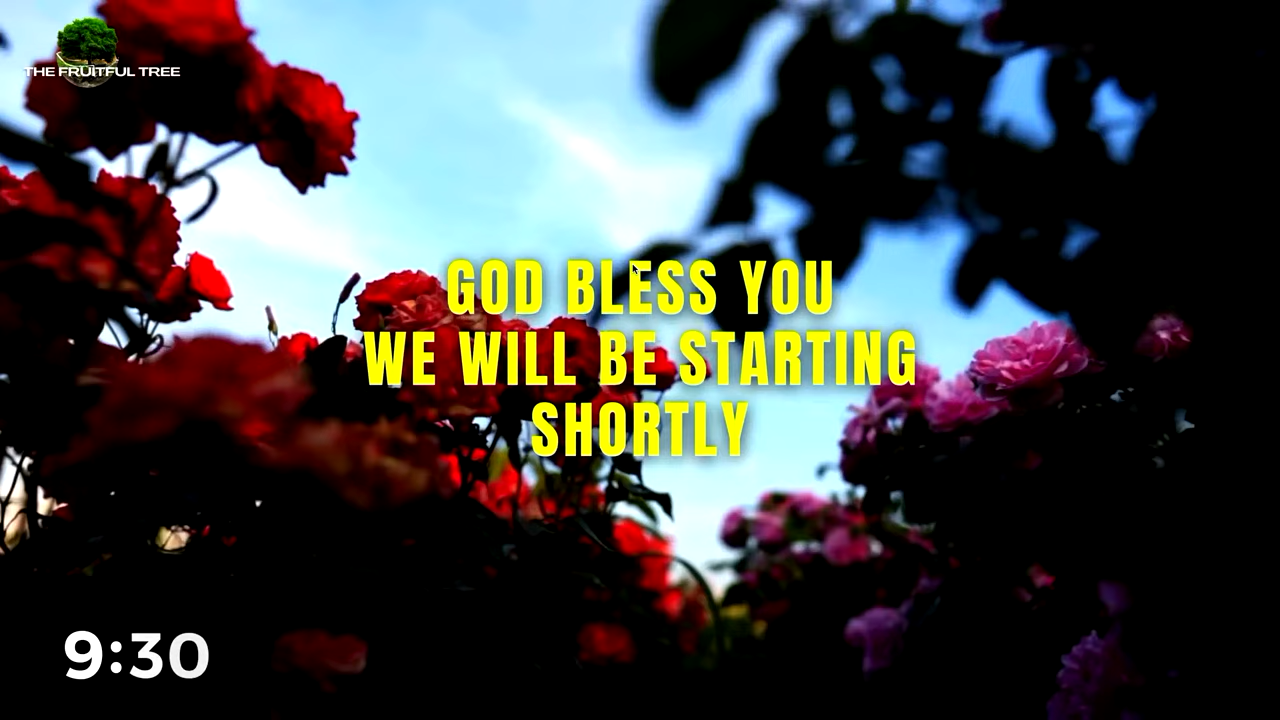 THE FRUITFUL TREE
GOD BLESS YOU
WE WILL BE STARTING
SHORTLY
9:30